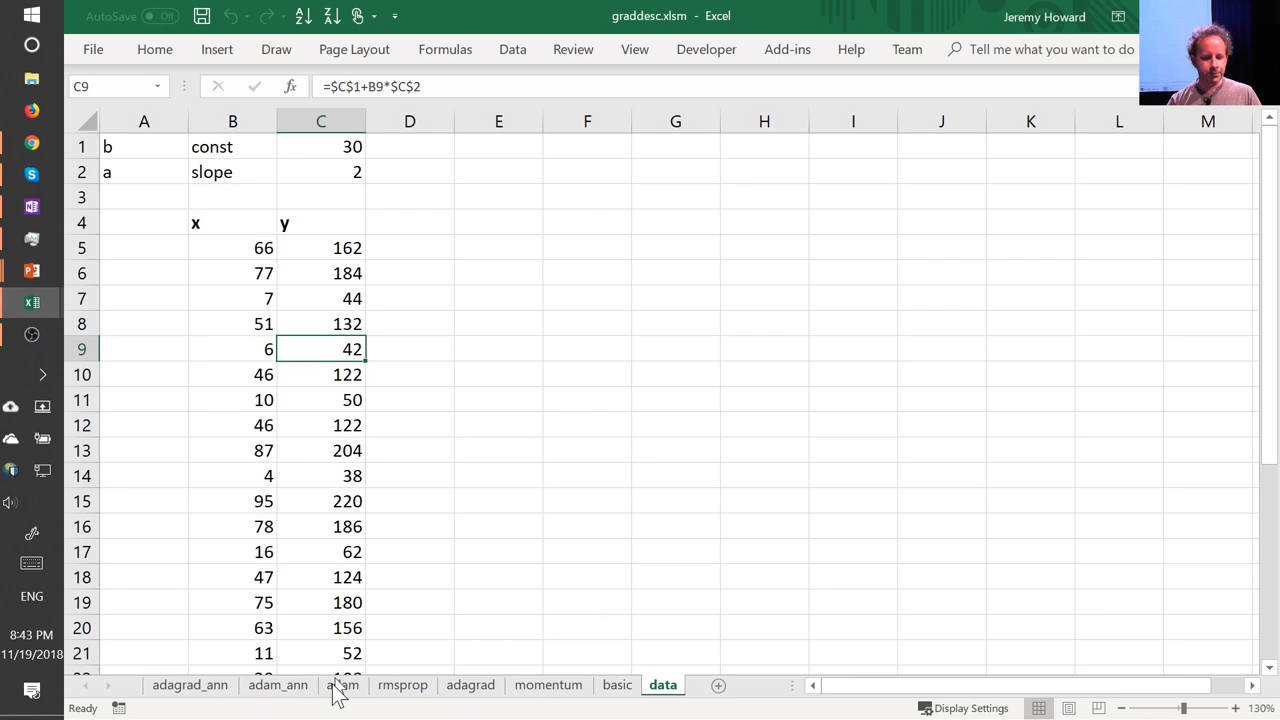 AutoSave Off graddesc.xlsm - Excel Jeremy Howard
File Home Insert Draw Page Layout Formulas Data Review View Developer Add-ins Help Team Tell me what you want to do
C9 fx =$C$1+B9*$C$2
A B C D E F G H I J K L M
1 b const 30
2 a slope 2
3
4 x y
5 66 162
6 77 184
7 7 44
8 51 132
9 6 42
10 46 122
11 10 50
12 46 122
13 87 204
14 4 38
15 95 220
16 78 186
17 16 62
18 47 124
19 75 180
20 63 156
21 11 52
ENG
8:43 PM
11/19/2018
adagrad_ann adam_ann adam rmsprop adagrad momentum basic data
Ready Display Settings 130%